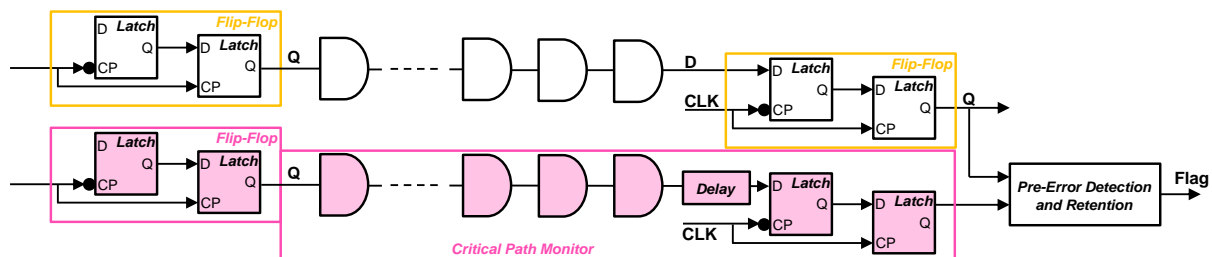 Flip-Flop
D Latch
Q
CP
D Latch
Q
CP
Q
D
CLK
Flip-Flop
D Latch
Q
CP
D Latch
Q
CP
Q
Flip-Flop
D Latch
Q
CP
D Latch
Q
CP
Q
Delay
CLK
D Latch
Q
CP
D Latch
Q
CP
Critical Path Monitor
Pre-Error Detection
and Retention
Flag